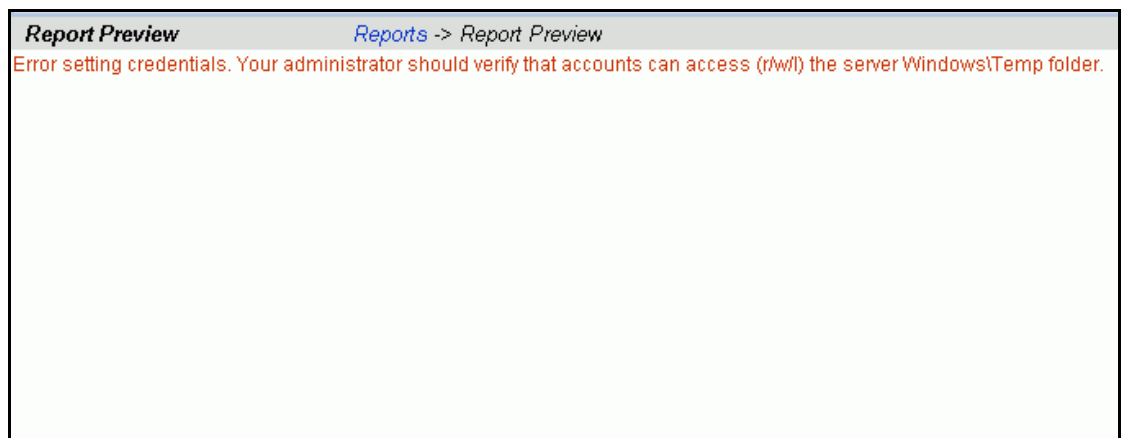 Report Preview Reports -> Report Preview
Error setting credentials. Your administrator should verify that accounts can access (r/w/l) the server Windows\Temp folder.